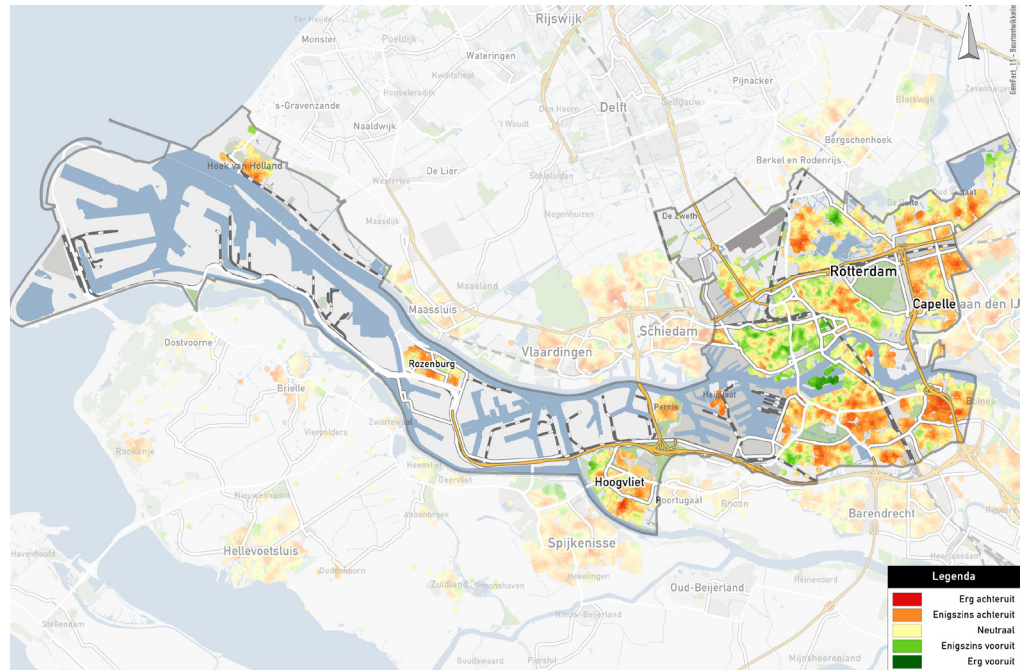 Ter Heijde
Rijswijk
Monster
Poeldijk
Wateringen
Kwintsheul
Pijnacker
Honselersdijk
Den Hoorn
Delft
Delfgauw
Bleiswijk
's-Gravenzande
't Woudt
Naaldwijk
Bergschenhoek
Hoek van Holland
De Lier
Westerlee
Schipluiden
Berkel en Rodenrijs
Maasdijk
Negenhuizen
De Zweth
Maasland
Rotterdam
Maassluis
Capelle
aan den IJ
Schiedam
Vlaardingen
Oostvoorne
Rozenburg
Brielle
Zwartewaal
Pernis
Heijplaat
Bolnes
Vierpolders
Rockanje
Heenvliet
Geervliet
Hoogvliet
Nieuwenhoorn
Abbenbroek
Poortugaal
Rhoon
Barendrecht
Hellevoetsluis
Spijkenisse
Oudenhoorn
Hekelingen
Havenhoofd
Zuidland
Simonshaven
Oud-Beijerland
Heinenoord
Heerjansdam
Nieuw-Beijerland
Stellendam
Goudswaard
Piershil
Mijnsheerenland
Legenda
Erg achteruit
Enigszins achteruit
Neutraal
Enigszins vooruit
Erg vooruit